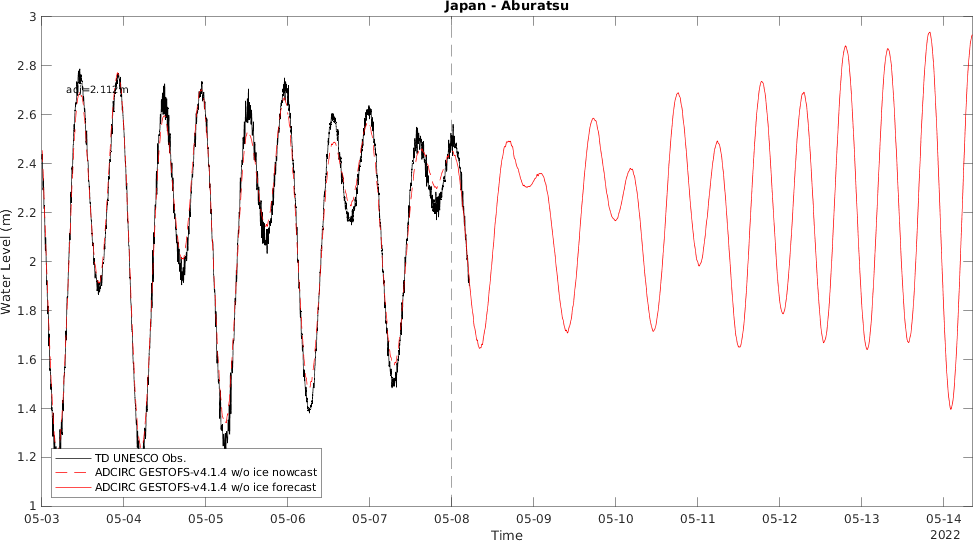 Japan - Aburatsu
3
2.8
2.6
2.4
2.2
2
1.8
1.6
1.4
1.2
1
Water Level (m)
adj=2.112 m
TD UNESCO Obs.
ADCIRC GESTOFS-v4.1.4 w/o ice nowcast
ADCIRC GESTOFS-v4.1.4 w/o ice forecast
05-03 05-04 05-05 05-06 05-07 05-08 05-09 05-10 05-11 05-12 05-13 05-14
2022
Time